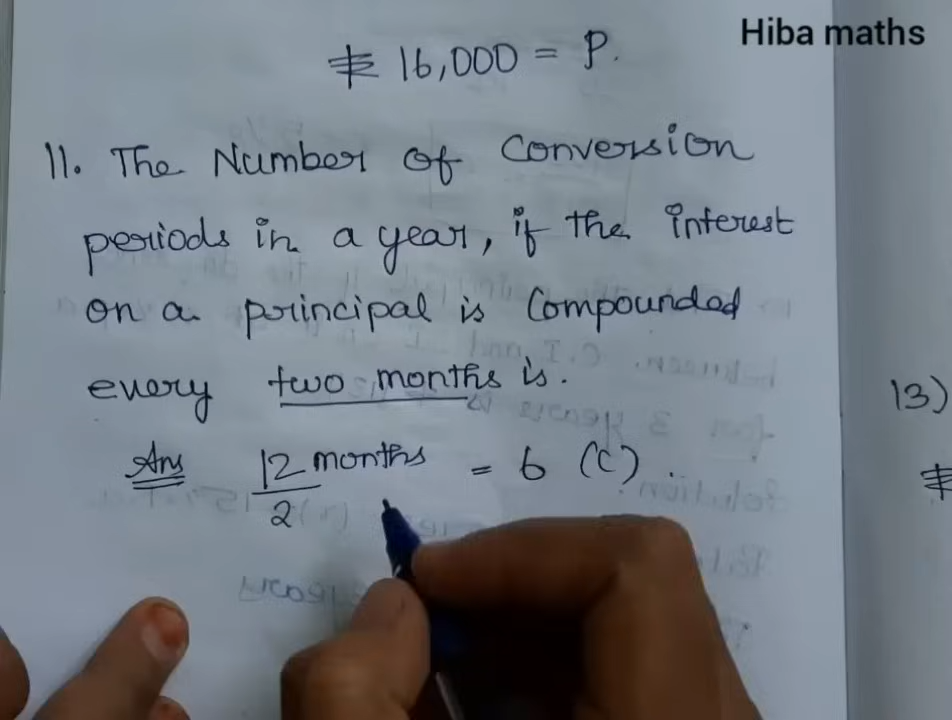 Hiba maths
₹ 16,000 = P.
11. The Number of Conversion
periods in a year, if the interest
on a principal is Compounded
every two months is.
Ans 12 months / 2 = 6 (C).
13)
₹